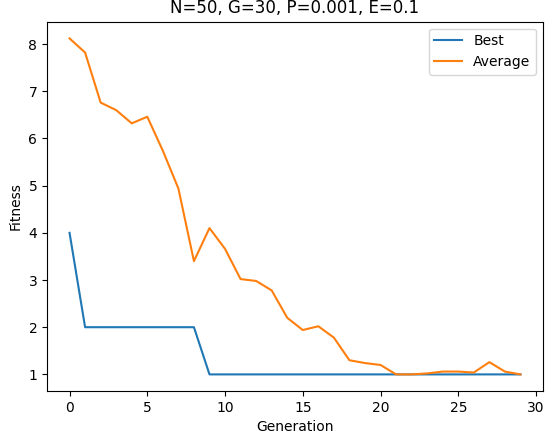 N=50, G=30, P=0.001, E=0.1
Best
Average
Fitness
8
7
6
5
4
3
2
1
0 5 10 15 20 25 30
Generation